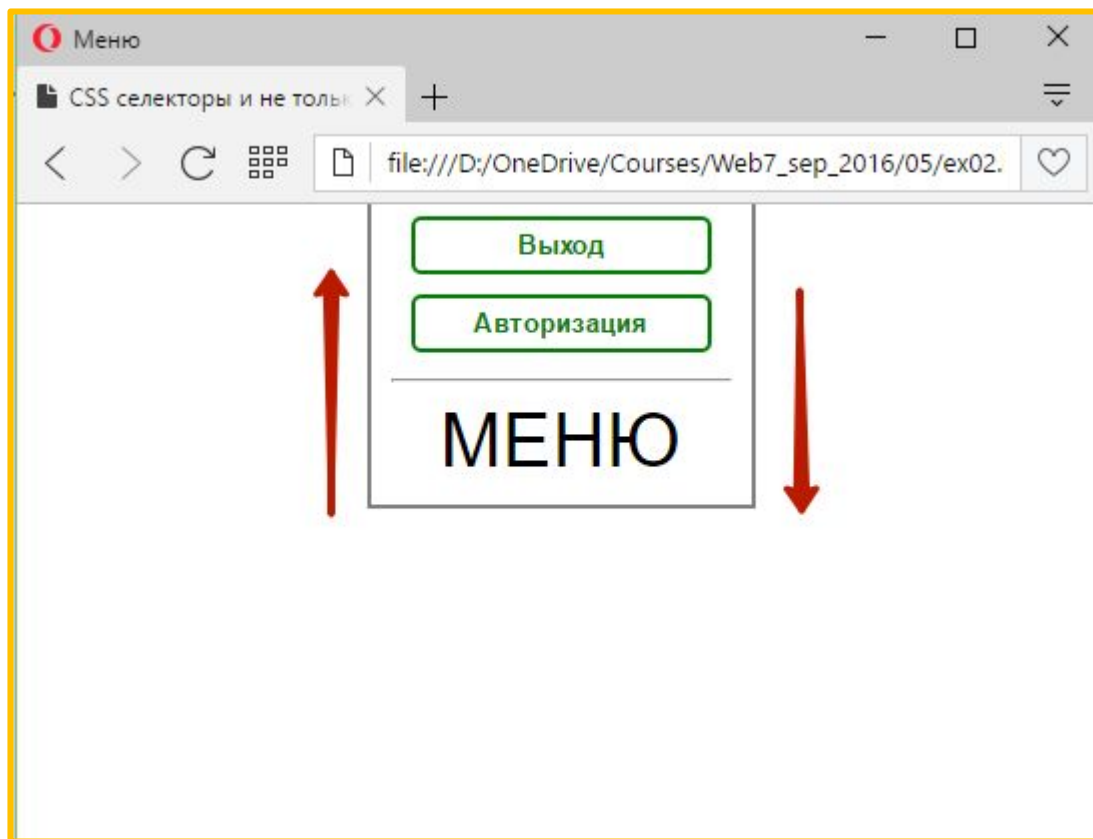 Меню
CSS селекторы и не тольк
file:///D:/OneDrive/Courses/Web7_sep_2016/05/ex02.
Выход
Авторизация
МЕНЮ